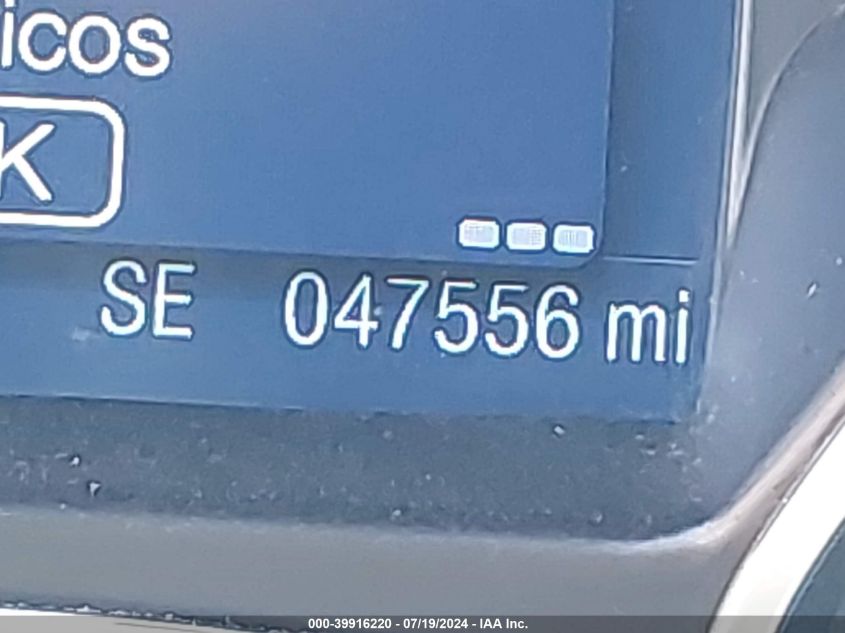 icos
K
SE 047556 mi
000-39916220 - 07/19/2024 - IAA Inc.